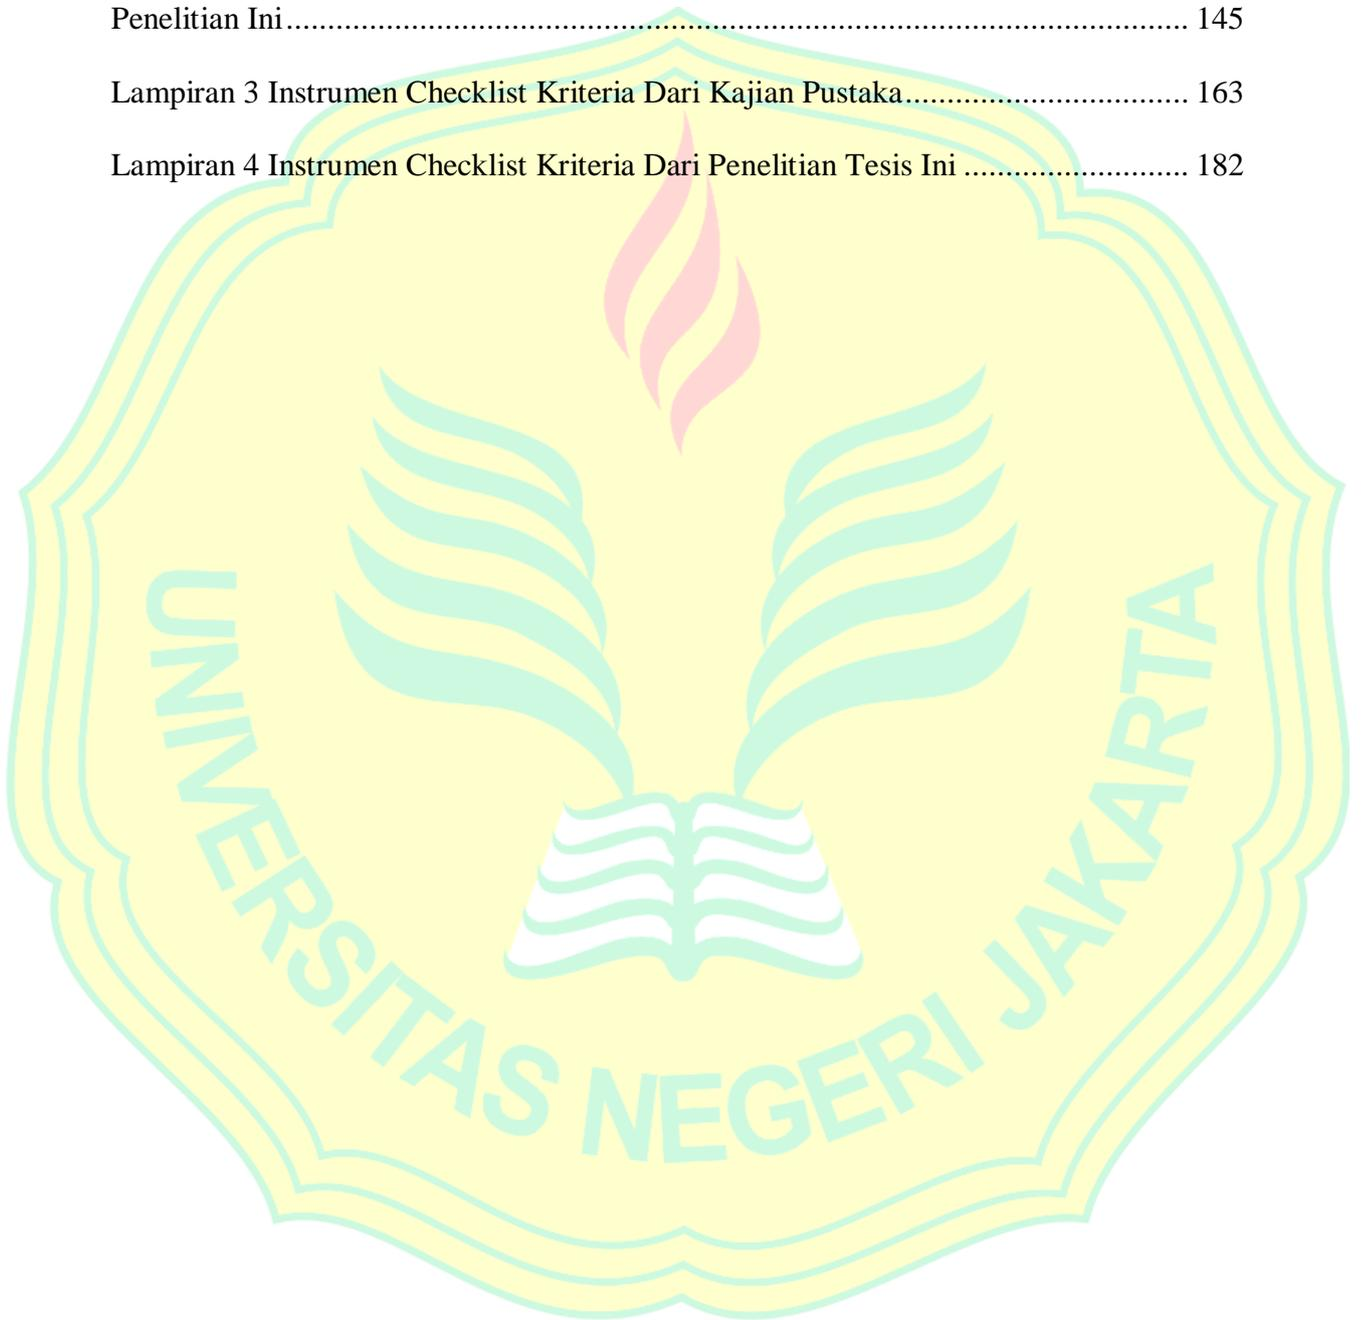 Penelitian Ini.............................................................................................................. 145
Lampiran 3 Instrumen Checklist Kriteria Dari Kajian Pustaka.................................. 163
Lampiran 4 Instrumen Checklist Kriteria Dari Penelitian Tesis Ini ........................... 182
UNIVERSITAS NEGERI JAKARTA